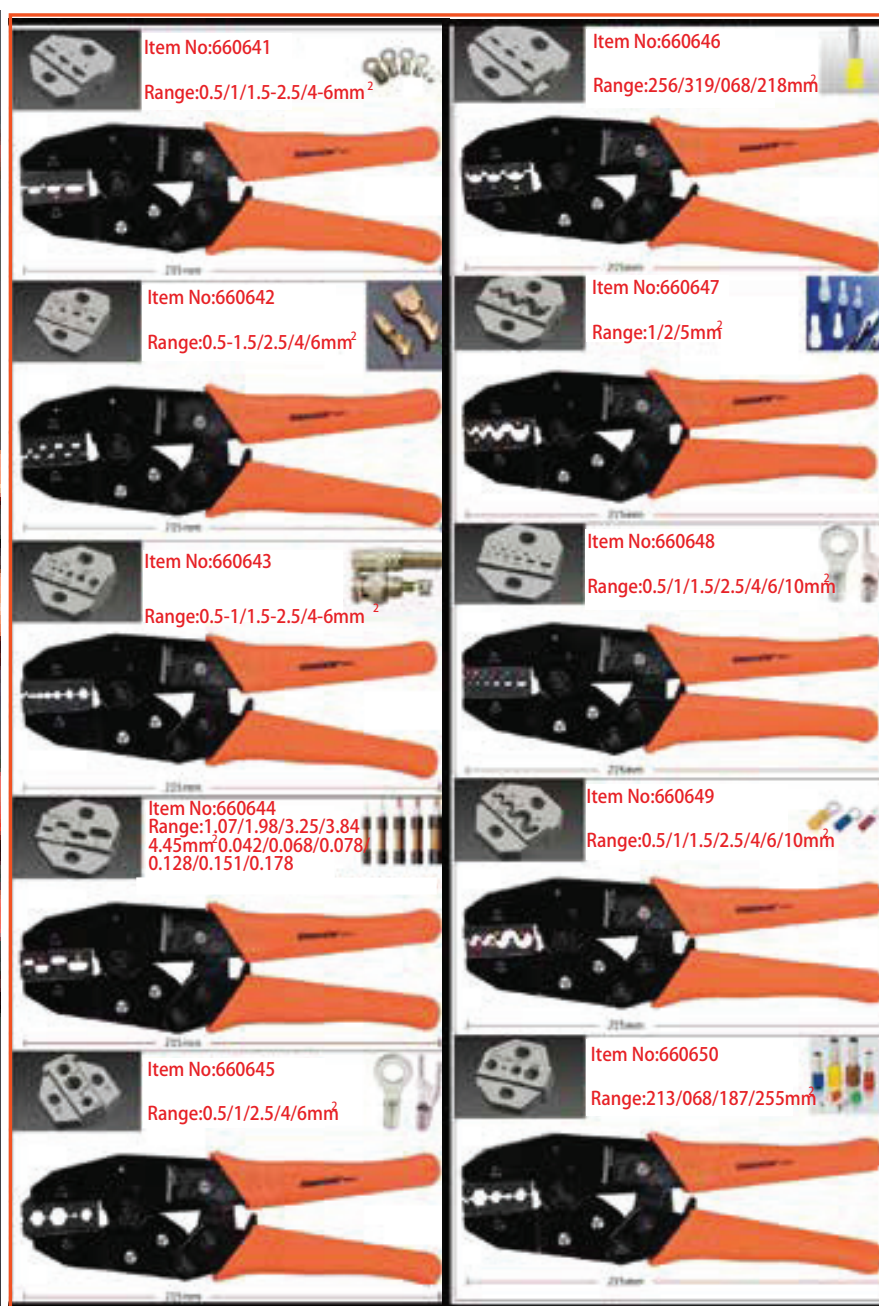 Item No:660641
Range:0.5/1/1.5-2.5/4-6mm²
Item No:660642
Range:0.5-1.5/2.5/4/6mm²
Item No:660643
Range:0.5-1/1.5-2.5/4-6mm²
Item No:660644
Range:1.07/1.98/3.25/3.84
4.45mm²0.042/0.068/0.078/
0.128/0.151/0.178
Item No:660645
Range:0.5/1/2.5/4/6mm²
Item No:660646
Range:256/319/068/218mm²
Item No:660647
Range:1/2/5mm²
Item No:660648
Range:0.5/1/1.5/2.5/4/6/10mm²
Item No:660649
Range:0.5/1/1.5/2.5/4/6/10mm²
Item No:660650
Range:213/068/187/255mm²